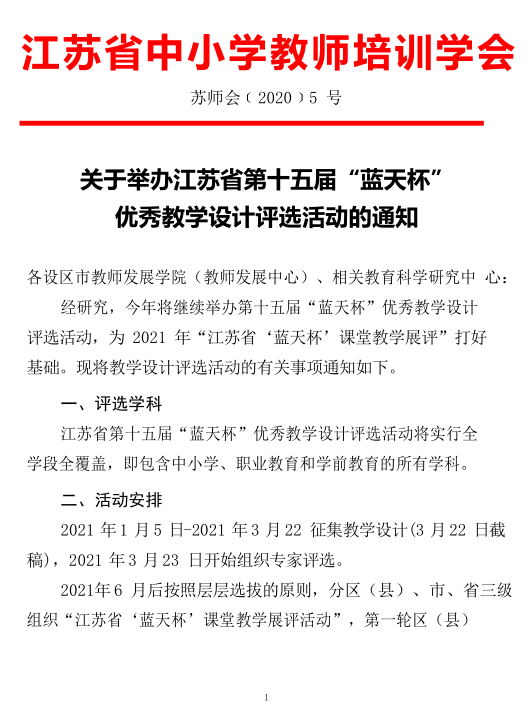 江苏省中小学教师培训学会
苏师会﹝2020﹞5 号
关于举办江苏省第十五届“蓝天杯”
优秀教学设计评选活动的通知
各设区市教师发展学院（教师发展中心）、相关教育科学研究中 心：
经研究，今年将继续举办第十五届“蓝天杯”优秀教学设计
评选活动，为 2021 年“江苏省‘蓝天杯’课堂教学展评”打好
基础。现将教学设计评选活动的有关事项通知如下。
一、评选学科
江苏省第十五届“蓝天杯”优秀教学设计评选活动将实行全
学段全覆盖，即包含中小学、职业教育和学前教育的所有学科。
二、活动安排
2021 年 1 月 5 日-2021 年 3 月 22 征集教学设计(3 月 22 日截
稿)，2021 年 3 月 23 日开始组织专家评选。
2021年 6 月后按照层层选拔的原则，分区（县）、市、省三级
组织“江苏省‘蓝天杯’课堂教学展评活动”，第一轮区（县）
1